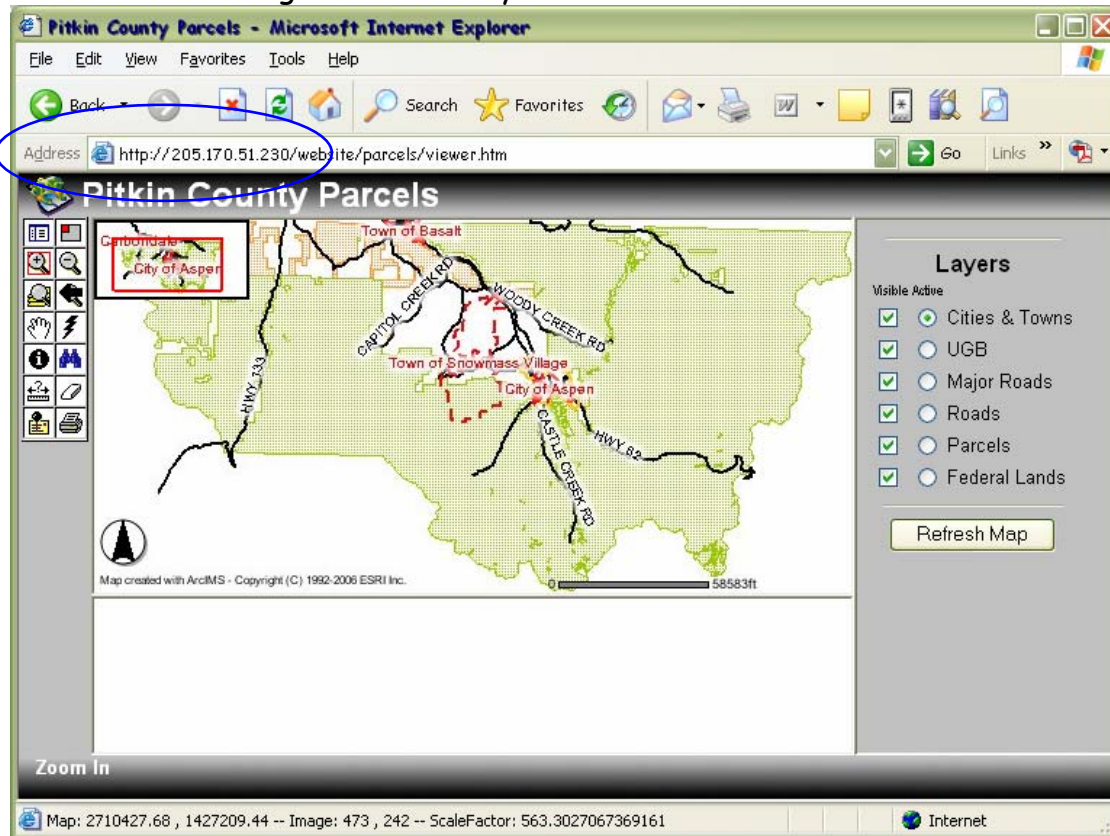 Pitkin County Parcels - Microsoft Internet Explorer
File Edit View Favorites Tools Help
Back Search Favorites
Address http://205.170.51.230/website/parcels/viewer.htm Go Links »
Pitkin County Parcels
Carbondale
City of Aspen
Town of Basalt
CAPITOL CREEK RD
WOODY CREEK RD
HWY 133
Town of Snowmass Village
City of Aspen
CASTLE CREEK RD
HWY 82
Map created with ArcIMS - Copyright (C) 1992-2006 ESRI Inc.
0 58583ft
Layers
Visible Active
Cities & Towns
UGB
Major Roads
Roads
Parcels
Federal Lands
Refresh Map
Zoom In
Map: 2710427.68 , 1427209.44 -- Image: 473 , 242 -- ScaleFactor: 563.3027067369161
Internet